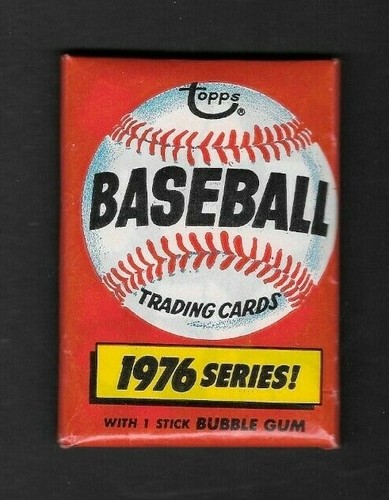 topps®
BASEBALL
TRADING CARDS
1976 SERIES!
WITH 1 STICK BUBBLE GUM